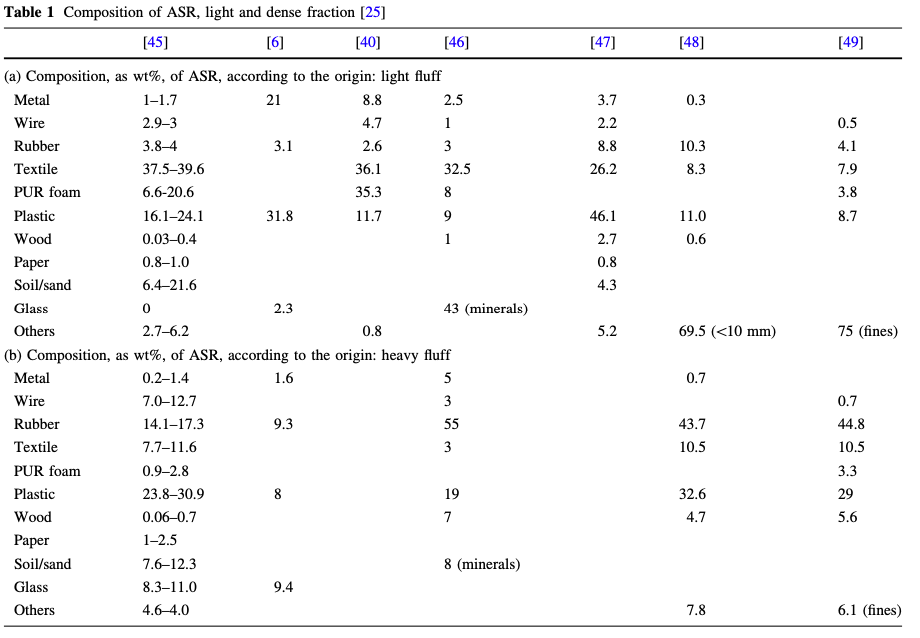 Table 1 Composition of ASR, light and dense fraction [25]
[45] [6] [40] [46] [47] [48] [49]
(a) Composition, as wt%, of ASR, according to the origin: light fluff
Metal 1–1.7 21 8.8 2.5 3.7 0.3
Wire 2.9–3 4.7 1 2.2 0.5
Rubber 3.8–4 3.1 2.6 3 8.8 10.3 4.1
Textile 37.5–39.6 36.1 32.5 26.2 8.3 7.9
PUR foam 6.6-20.6 35.3 8 3.8
Plastic 16.1–24.1 31.8 11.7 9 46.1 11.0 8.7
Wood 0.03–0.4 1 2.7 0.6
Paper 0.8–1.0 0.8
Soil/sand 6.4–21.6 4.3
Glass 0 2.3 43 (minerals)
Others 2.7–6.2 0.8 5.2 69.5 (<10 mm) 75 (fines)
(b) Composition, as wt%, of ASR, according to the origin: heavy fluff
Metal 0.2–1.4 1.6 5 0.7
Wire 7.0–12.7 3 0.7
Rubber 14.1–17.3 9.3 55 43.7 44.8
Textile 7.7–11.6 3 10.5 10.5
PUR foam 0.9–2.8 3.3
Plastic 23.8–30.9 8 19 32.6 29
Wood 0.06–0.7 7 4.7 5.6
Paper 1–2.5
Soil/sand 7.6–12.3 8 (minerals)
Glass 8.3–11.0 9.4
Others 4.6–4.0 7.8 6.1 (fines)